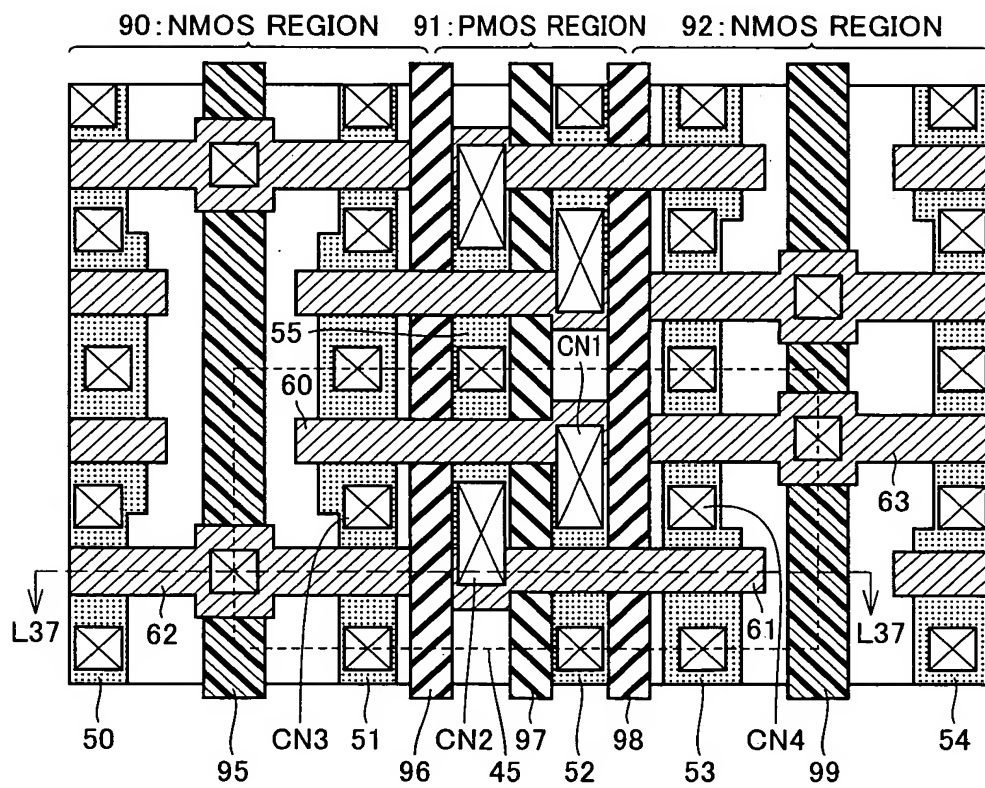 90:NMOS REGION 91:PMOS REGION 92:NMOS REGION
55
CN1
60
63
L37 62 61 L37
50 CN3 51 CN2 97 98 CN4 54
95 96 45 52 53 99